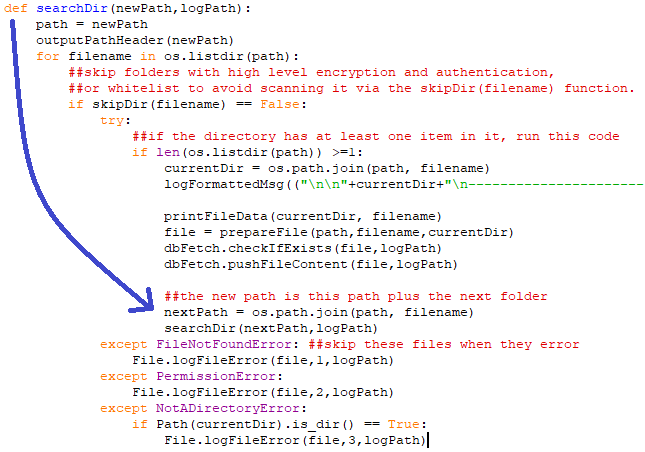 def searchDir(newPath,logPath):
    path = newPath
    outputPathHeader(newPath)
    for filename in os.listdir(path):
        ##skip folders with high level encryption and authentication,
        ##or whitelist to avoid scanning it via the skipDir(filename) function.
        if skipDir(filename) == False:
            try:
                ##if the directory has at least one item in it, run this code
                if len(os.listdir(path)) >=1:
                    currentDir = os.path.join(path, filename)
                    logFormattedMsg(("\n\n"+currentDir+"\n----------------------
                    printFileData(currentDir, filename)
                    file = prepareFile(path,filename,currentDir)
                    dbFetch.checkIfExists(file,logPath)
                    dbFetch.pushFileContent(file,logPath)
                    ##the new path is this path plus the next folder
                    nextPath = os.path.join(path, filename)
                    searchDir(nextPath,logPath)
            except FileNotFoundError: ##skip these files when they error
                File.logFileError(file,1,logPath)
            except PermissionError:
                File.logFileError(file,2,logPath)
            except NotADirectoryError:
                if Path(currentDir).is_dir() == True:
                    File.logFileError(file,3,logPath)